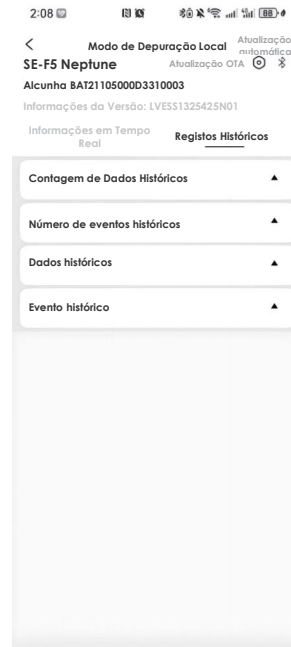 2:08
88
Modo de Depuração Local
Atualização
automática
SE-F5 Neptune
Atualização OTA
Alcunha BAT21105000D3310003
Informações da Versão: LVESS1325425N01
Informações em Tempo
Real
Registos Históricos
Contagem de Dados Históricos
Número de eventos históricos
Dados históricos
Evento histórico